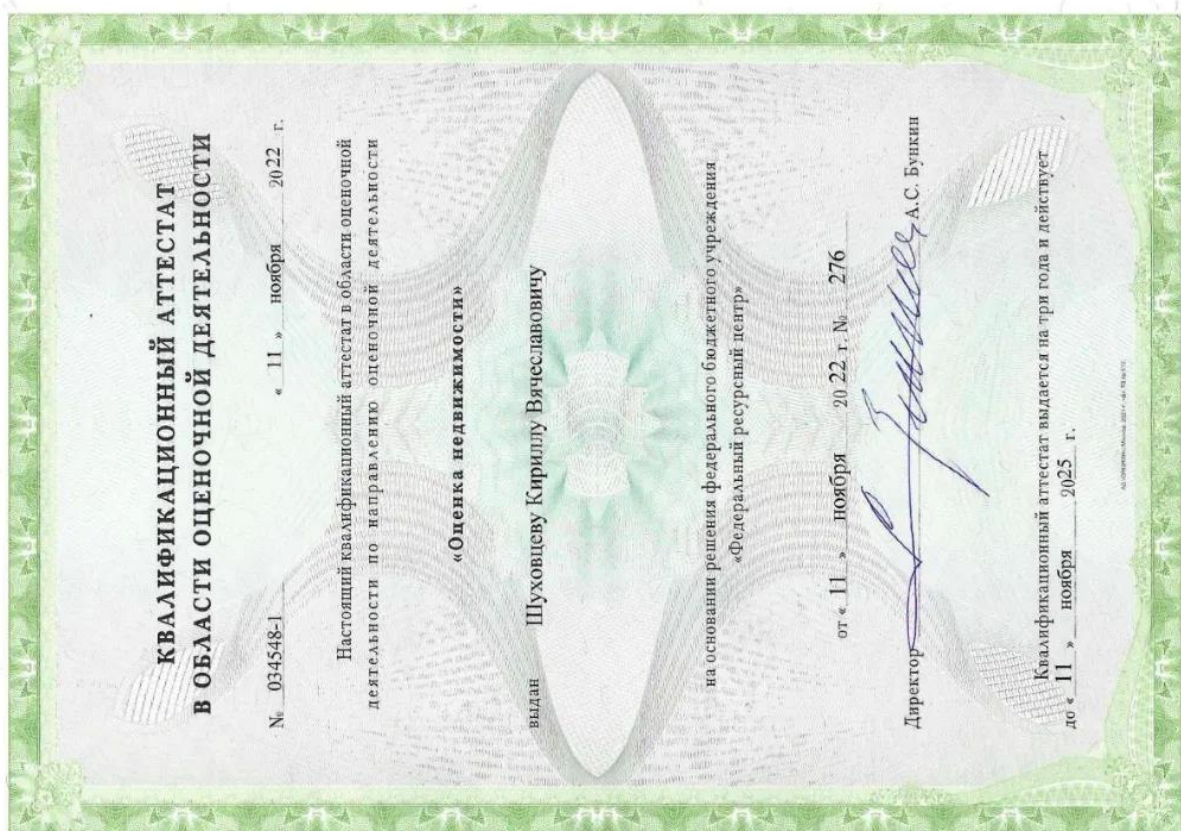 КВАЛИФИКАЦИОННЫЙ АТТЕСТАТ
В ОБЛАСТИ ОЦЕНОЧНОЙ ДЕЯТЕЛЬНОСТИ
№ 034548-1 « 11 » ноября 20 22 г.
Настоящий квалификационный аттестат в области оценочной
деятельности по направлению оценочной деятельности
«Оценка недвижимости»
выдан Шуховцеву Кириллу Вячеславовичу
на основании решения федерального бюджетного учреждения
«Федеральный ресурсный центр»
от « 11 » ноября 20 22 г. № 276
Директор А.С. Бункин
Квалификационный аттестат выдается на три года и действует
до « 11 » ноября 2025 г.